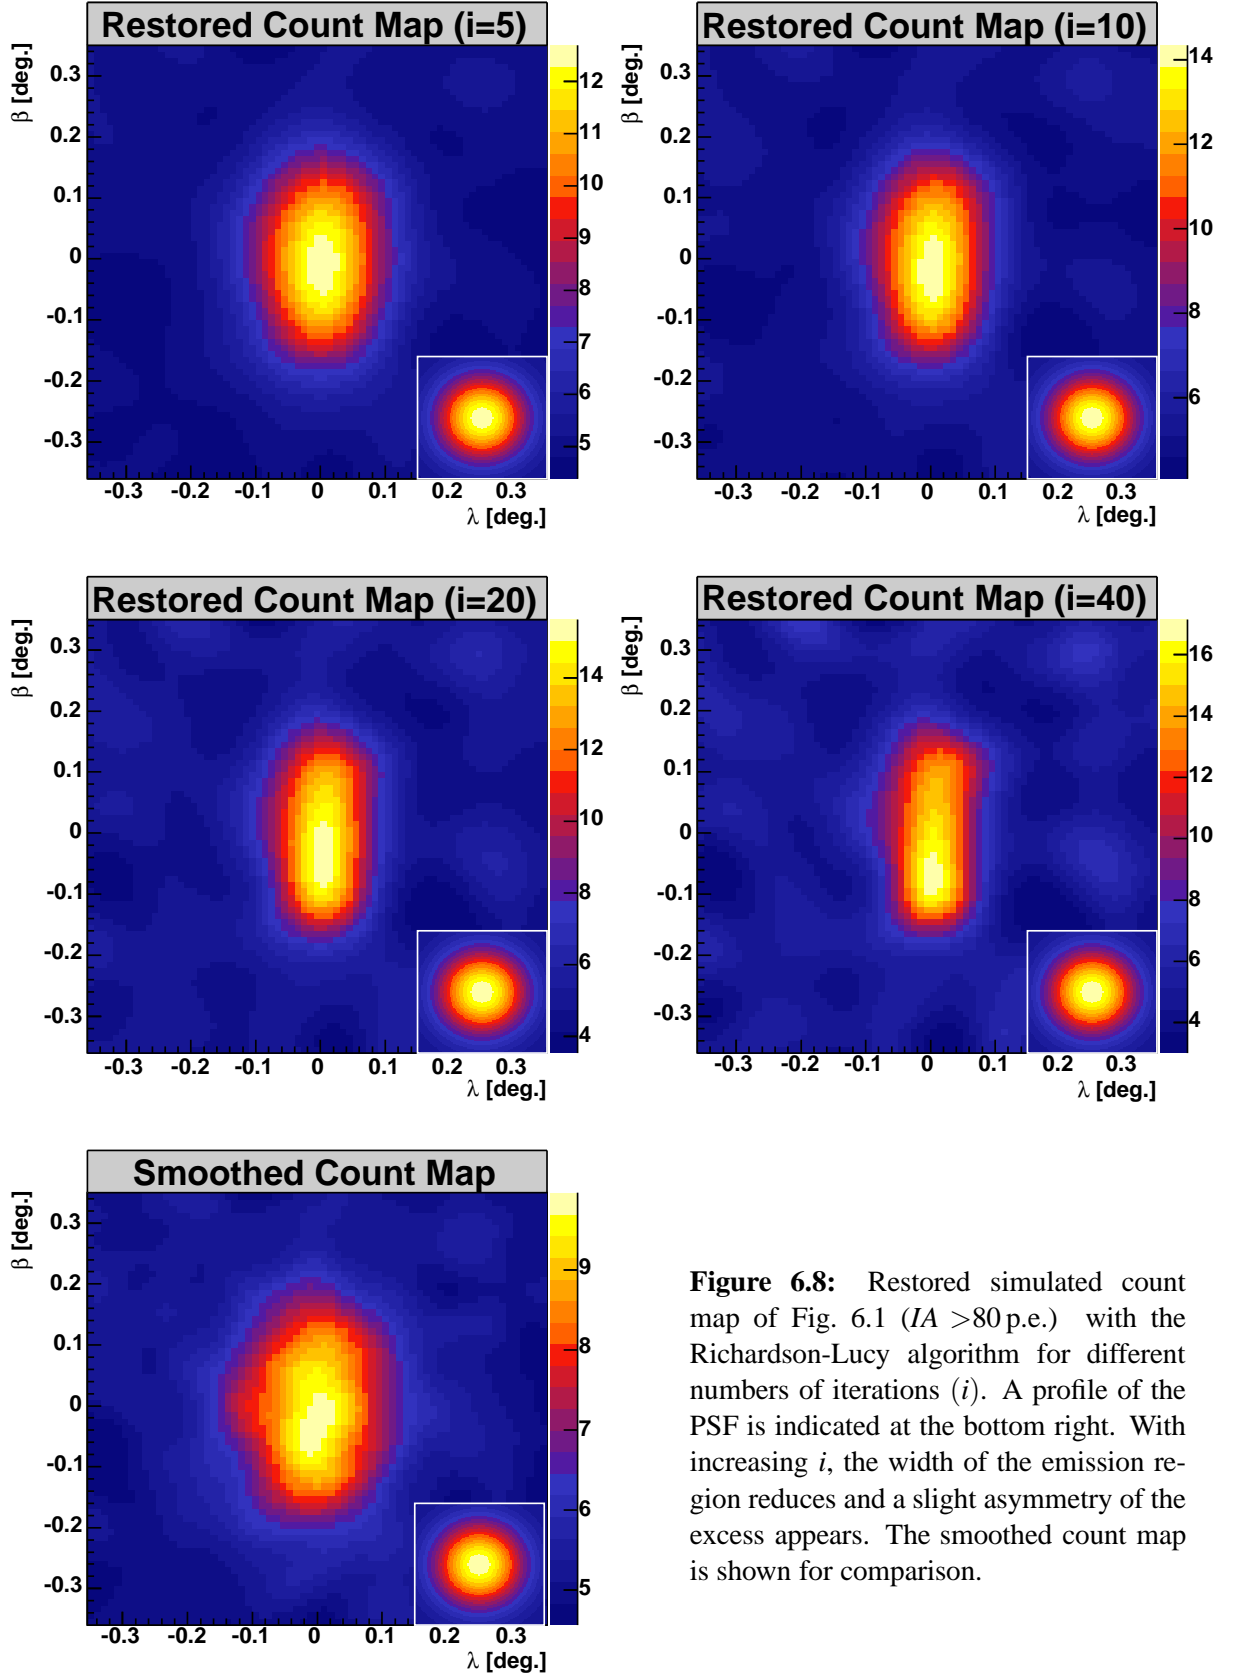 Restored Count Map (i=5)
β [deg.]
0.3
0.2
0.1
0
-0.1
-0.2
-0.3
-0.3 -0.2 -0.1 0 0.1 0.2 0.3
λ [deg.]
12
11
10
9
8
7
6
5
Restored Count Map (i=10)
β [deg.]
0.3
0.2
0.1
0
-0.1
-0.2
-0.3
-0.3 -0.2 -0.1 0 0.1 0.2 0.3
λ [deg.]
14
12
10
8
6
Restored Count Map (i=20)
β [deg.]
0.3
0.2
0.1
0
-0.1
-0.2
-0.3
-0.3 -0.2 -0.1 0 0.1 0.2 0.3
λ [deg.]
14
12
10
8
6
4
Restored Count Map (i=40)
β [deg.]
0.3
0.2
0.1
0
-0.1
-0.2
-0.3
-0.3 -0.2 -0.1 0 0.1 0.2 0.3
λ [deg.]
16
14
12
10
8
6
4
Smoothed Count Map
β [deg.]
0.3
0.2
0.1
0
-0.1
-0.2
-0.3
-0.3 -0.2 -0.1 0 0.1 0.2 0.3
λ [deg.]
9
8
7
6
5
Figure 6.8: Restored simulated count
map of Fig. 6.1 (IA >80 p.e.) with the
Richardson-Lucy algorithm for different
numbers of iterations (i). A profile of the
PSF is indicated at the bottom right. With
increasing i, the width of the emission re-
gion reduces and a slight asymmetry of the
excess appears. The smoothed count map
is shown for comparison.